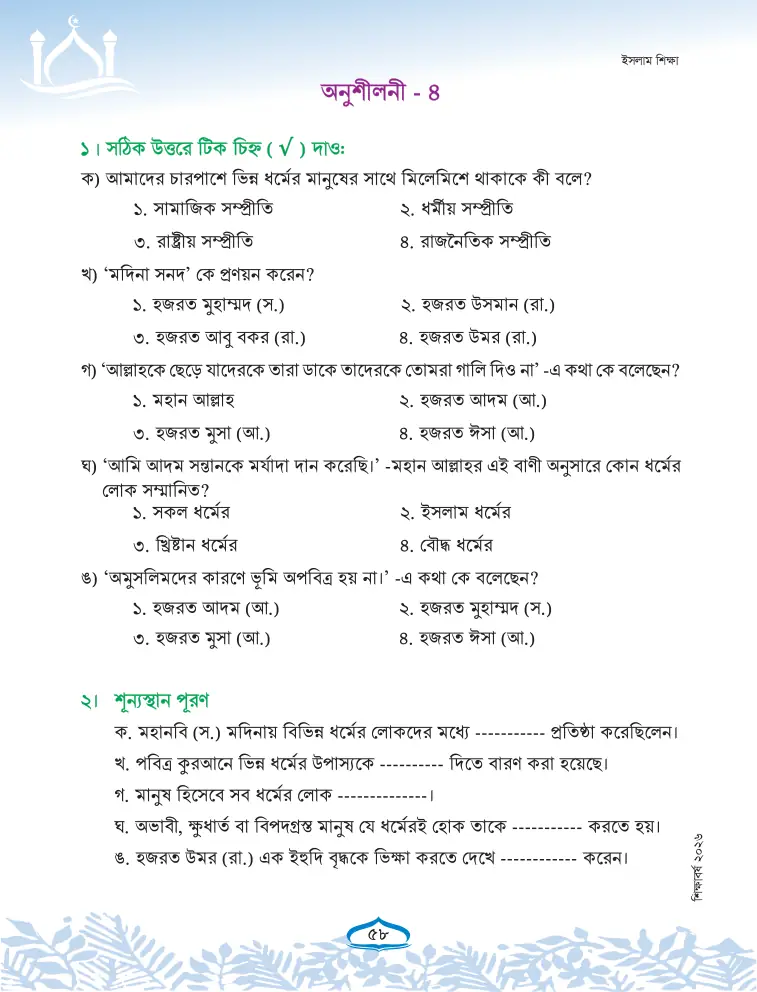 ইসলাম শিক্ষা
অনুশীলনী - ৪
১। সঠিক উত্তরে টিক চিহ্ন ( √ ) দাও:
ক) আমাদের চারপাশে ভিন্ন ধর্মের মানুষের সাথে মিলেমিশে থাকাকে কী বলে?
১. সামাজিক সম্প্রীতি ২. ধর্মীয় সম্প্রীতি
৩. রাষ্ট্রীয় সম্প্রীতি ৪. রাজনৈতিক সম্প্রীতি
খ) ‘মদিনা সনদ’ কে প্রণয়ন করেন?
১. হজরত মুহাম্মদ (স.) ২. হজরত উসমান (রা.)
৩. হজরত আবু বকর (রা.) ৪. হজরত উমর (রা.)
গ) ‘আল্লাহকে ছেড়ে যাদেরকে তারা ডাকে তাদেরকে তোমরা গালি দিও না’ -এ কথা কে বলেছেন?
১. মহান আল্লাহ ২. হজরত আদম (আ.)
৩. হজরত মুসা (আ.) ৪. হজরত ঈসা (আ.)
ঘ) ‘আমি আদম সন্তানকে মর্যাদা দান করেছি।’ -মহান আল্লাহর এই বাণী অনুসারে কোন ধর্মের
লোক সম্মানিত?
১. সকল ধর্মের ২. ইসলাম ধর্মের
৩. খ্রিষ্টান ধর্মের ৪. বৌদ্ধ ধর্মের
ঙ) ‘অমুসলিমদের কারণে ভূমি অপবিত্র হয় না।’ -এ কথা কে বলেছেন?
১. হজরত আদম (আ.) ২. হজরত মুহাম্মদ (স.)
৩. হজরত মুসা (আ.) ৪. হজরত ঈসা (আ.)
২। শূন্যস্থান পূরণ
ক. মহানবি (স.) মদিনায় বিভিন্ন ধর্মের লোকদের মধ্যে ----------- প্রতিষ্ঠা করেছিলেন।
খ. পবিত্র কুরআনে ভিন্ন ধর্মের উপাস্যকে ---------- দিতে বারণ করা হয়েছে।
গ. মানুষ হিসেবে সব ধর্মের লোক --------------।
ঘ. অভাবী, ক্ষুধার্ত বা বিপদগ্রস্ত মানুষ যে ধর্মেরই হোক তাকে ----------- করতে হয়।
ঙ. হজরত উমর (রা.) এক ইহুদি বৃদ্ধকে ভিক্ষা করতে দেখে ------------ করেন।
শিক্ষাবর্ষ ২০২৬
৫৮